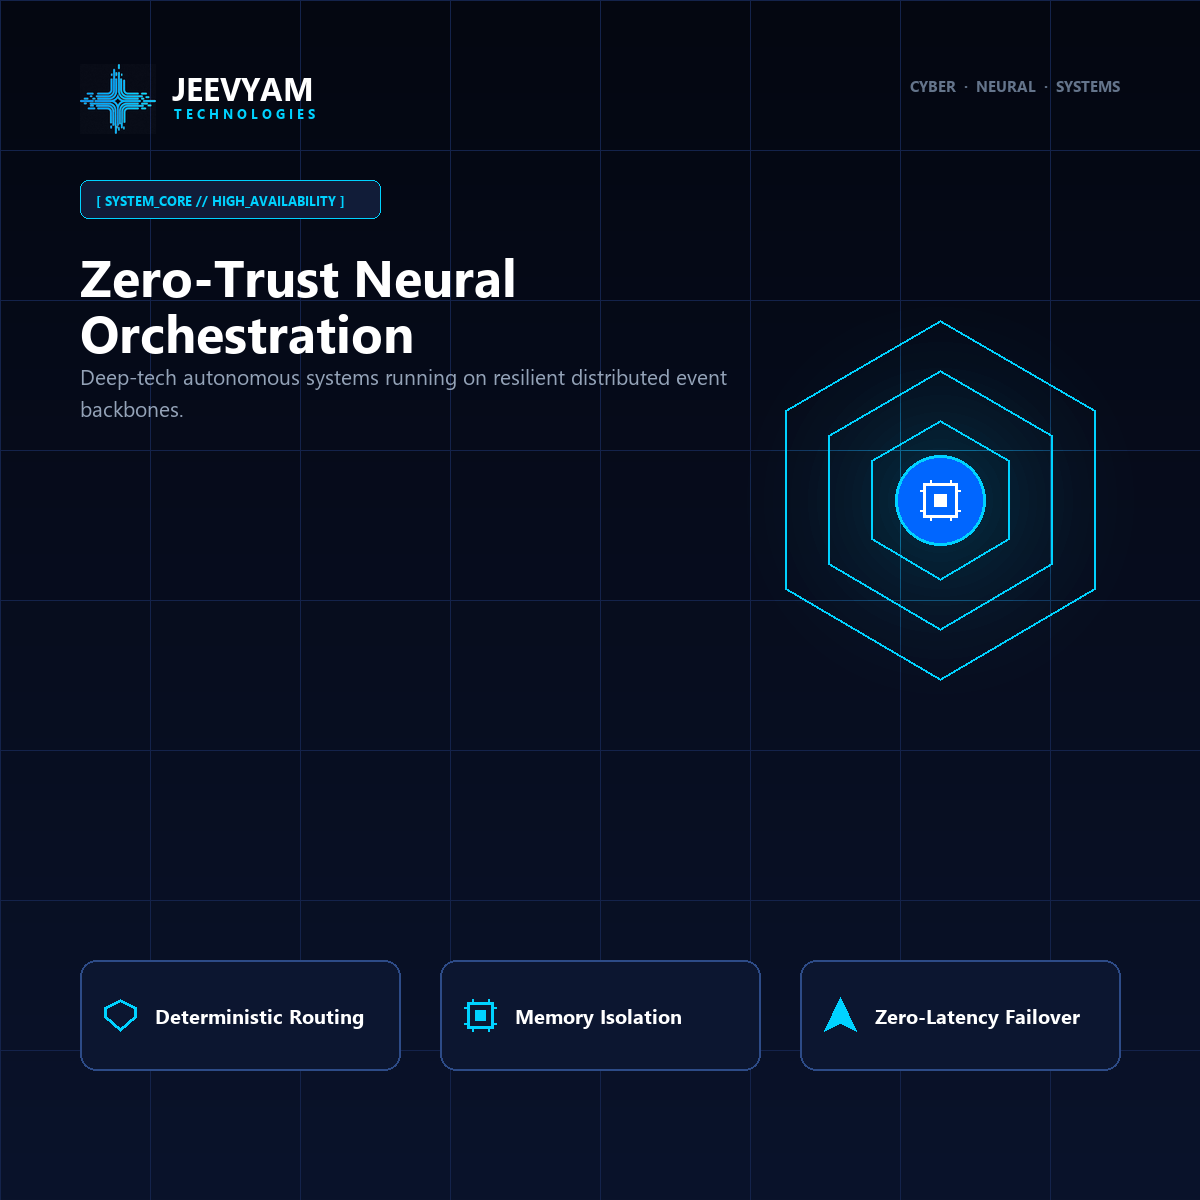 JEEVYAM
TECHNOLOGIES
CYBER · NEURAL · SYSTEMS
[ SYSTEM_CORE // HIGH_AVAILABILITY ]
Zero-Trust Neural
Orchestration
Deep-tech autonomous systems running on resilient distributed event
backbones.
Deterministic Routing
Memory Isolation
Zero-Latency Failover